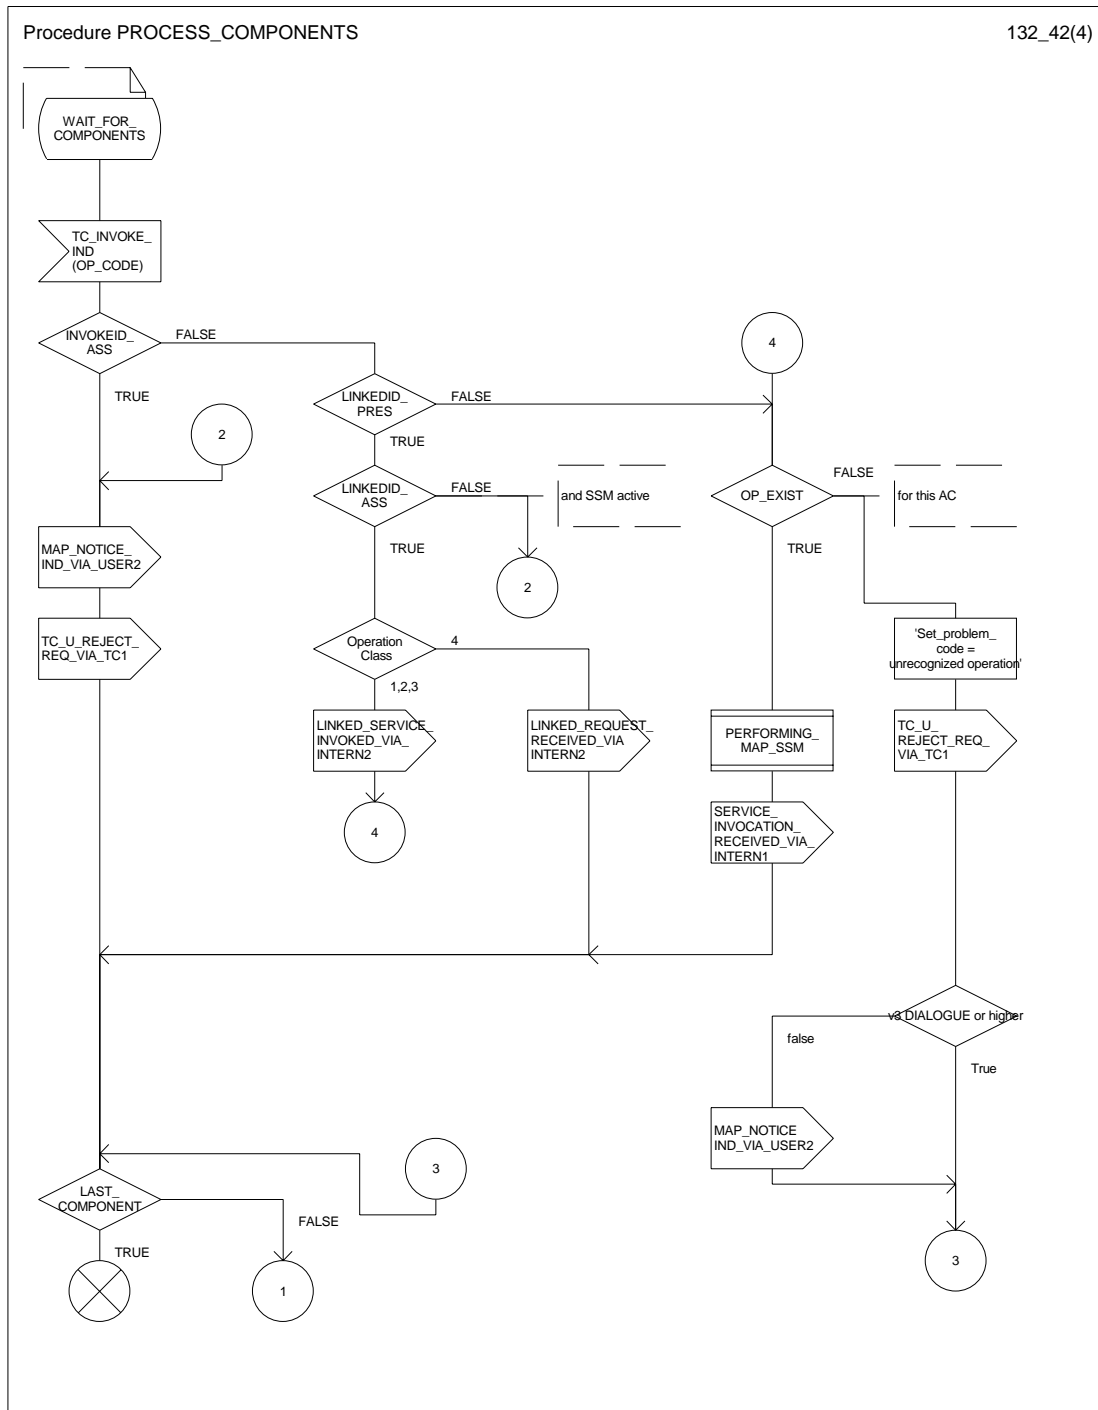 Procedure PROCESS_COMPONENTS
132_42(4)
WAIT_FOR_
COMPONENTS
TC_INVOKE_
IND
(OP_CODE)
INVOKEID_
ASS
FALSE
TRUE
4
LINKEDID_
PRES
FALSE
TRUE
2
LINKEDID_
ASS
FALSE
and SSM active
TRUE
OP_EXIST
FALSE
for this AC
TRUE
MAP_NOTICE_
IND_VIA_USER2
2
TC_U_REJECT_
REQ_VIA_TC1
Operation
Class
4
1,2,3
'Set_problem_
code =
unrecognized operation'
LINKED_SERVICE_
INVOKED_VIA_
INTERN2
LINKED_REQUEST_
RECEIVED_VIA
INTERN2
PERFORMING_
MAP_SSM
TC_U_
REJECT_REQ_
VIA_TC1
4
SERVICE_
INVOCATION_
RECEIVED_VIA_
INTERN1
v3 DIALOGUE or higher
false
True
MAP_NOTICE
IND_VIA_USER2
3
LAST_
COMPONENT
FALSE
TRUE
1
3